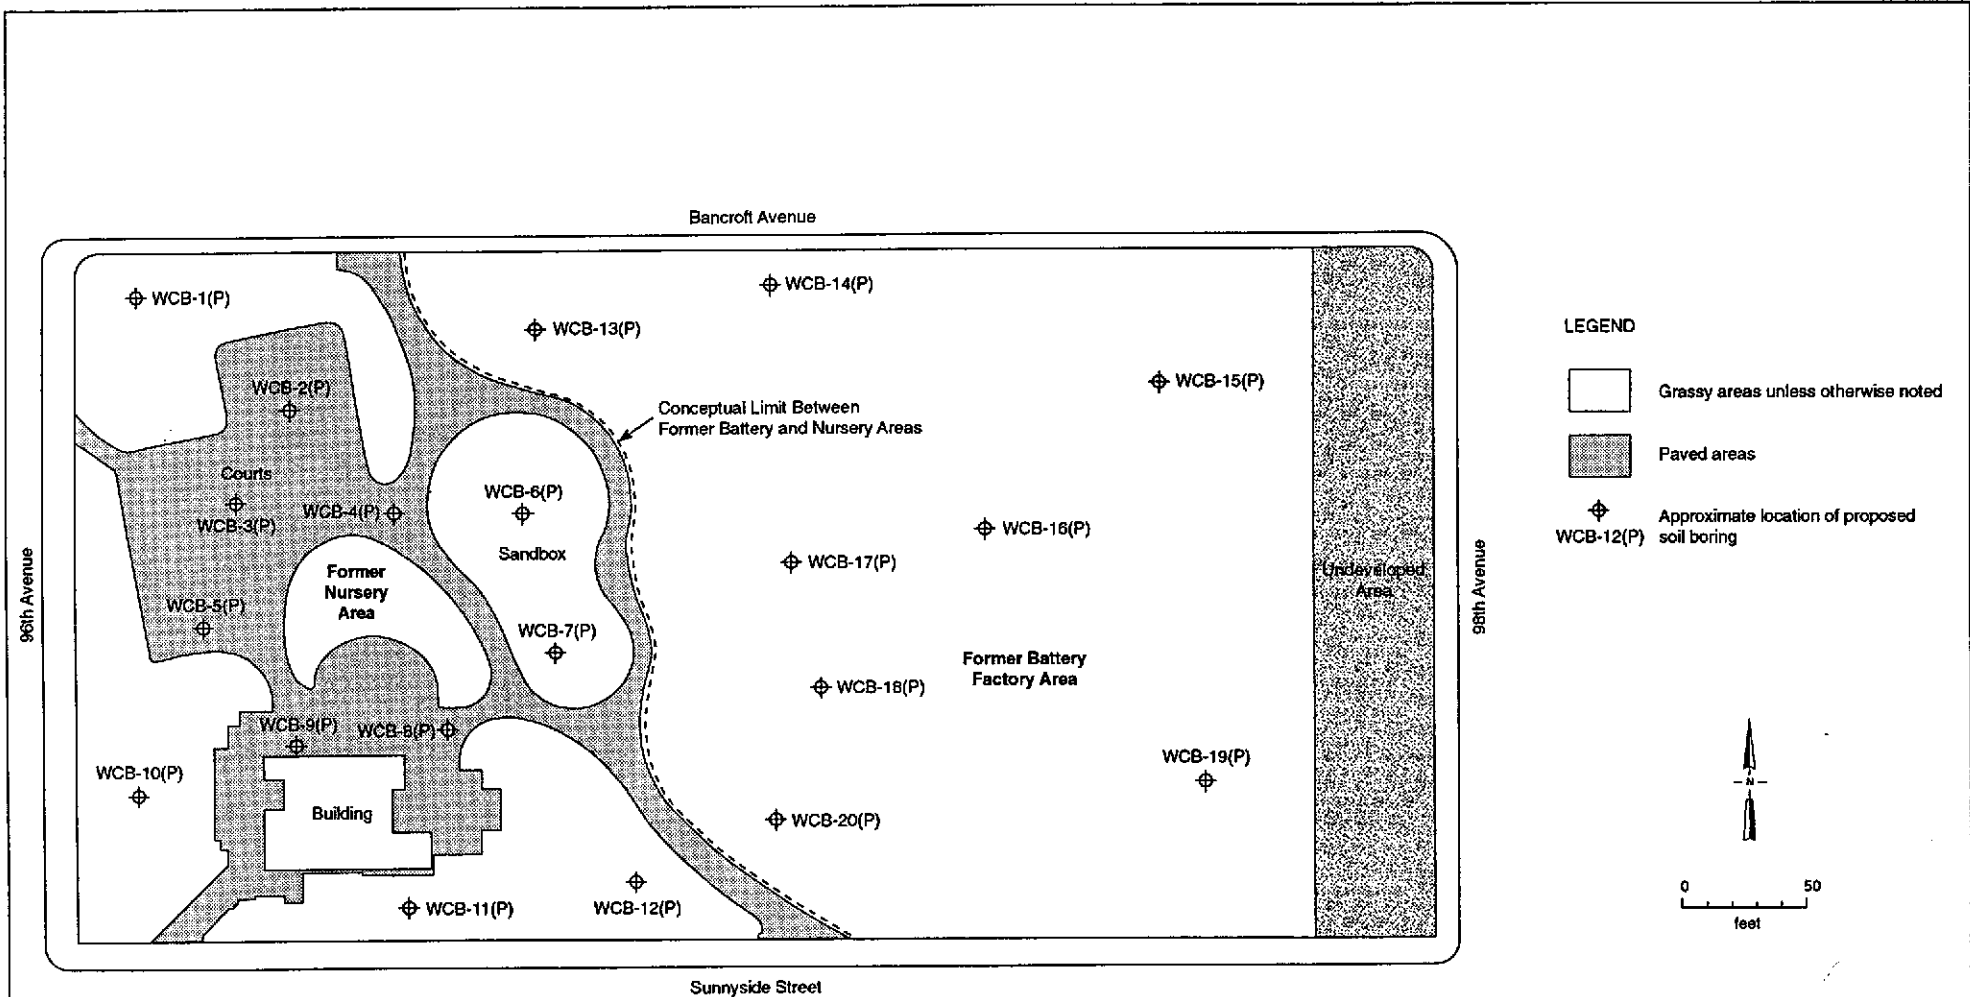 Bancroft Avenue
WCB-1(P)
WCB-14(P)
WCB-13(P)
WCB-2(P)
WCB-15(P)
Conceptual Limit Between
Former Battery and Nursery Areas
Courts
WCB-3(P)
WCB-4(P)
WCB-6(P)
Sandbox
WCB-16(P)
WCB-17(P)
Former
Nursery
Area
WCB-5(P)
WCB-7(P)
Undeveloped
Area
96th Avenue
98th Avenue
Former Battery
Factory Area
WCB-18(P)
WCB-9(P)
WCB-8(P)
WCB-10(P)
WCB-19(P)
Building
WCB-20(P)
WCB-11(P)
WCB-12(P)
Sunnyside Street
LEGEND
Grassy areas unless otherwise noted
Paved areas
WCB-12(P)
Approximate location of proposed
soil boring
N
0 50
feet